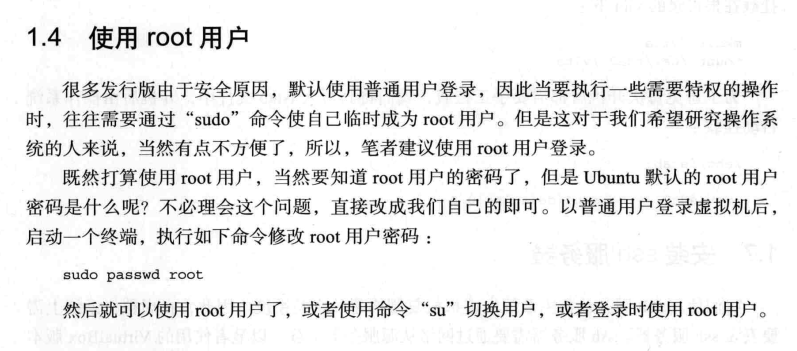 1.4 使用 root 用户
很多发行版由于安全原因，默认使用普通用户登录，因此当要执行一些需要特权的操作
时，往往需要通过“sudo”命令使自己临时成为 root 用户。但是这对于我们希望研究操作系
统的人来说，当然有点不方便了，所以，笔者建议使用 root 用户登录。
既然打算使用 root 用户，当然要知道 root 用户的密码了，但是 Ubuntu 默认的 root 用户
密码是什么呢？不必理会这个问题，直接改成我们自己的即可。以普通用户登录虚拟机后，
启动一个终端，执行如下命令修改 root 用户密码：
sudo passwd root
然后就可以使用 root 用户了，或者使用命令“su”切换用户，或者登录时使用 root 用户。